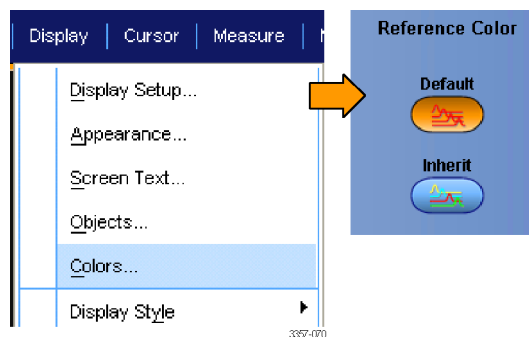 Display | Cursor | Measure |
Display Setup...
Appearance...
Screen Text...
Objects...
Colors...
Display Style
3357-070
Reference Color
Default
Inherit